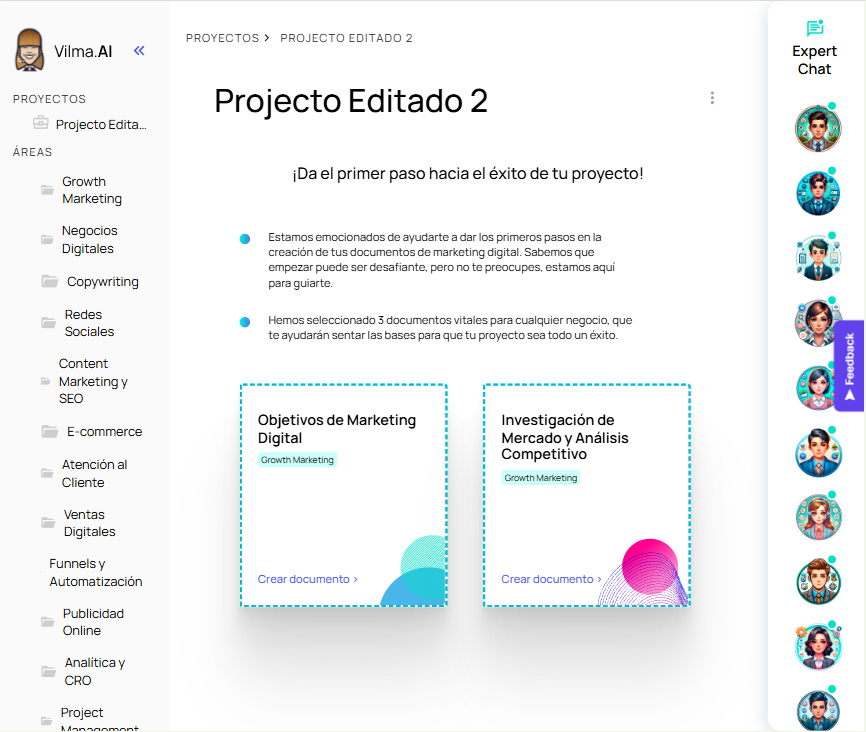 Vilma.AI
PROYECTOS
Projecto Edita...
ÁREAS
Growth
Marketing
Negocios
Digitales
Copywriting
Redes
Sociales
Content
Marketing y
SEO
E-commerce
Atención al
Cliente
Ventas
Digitales
Funnels y
Automatización
Publicidad
Online
Analítica y
CRO
Project
Management
PROYECTOS > PROJECTO EDITADO 2
Projecto Editado 2
¡Da el primer paso hacia el éxito de tu proyecto!
Estamos emocionados de ayudarte a dar los primeros pasos en la
creación de tus documentos de marketing digital. Sabemos que
empezar puede ser desafiante, pero no te preocupes, estamos aquí
para guiarte.
Hemos seleccionado 3 documentos vitales para cualquier negocio, que
te ayudarán sentar las bases para que tu proyecto sea todo un éxito.
Objetivos de Marketing
Digital
Growth Marketing
Crear documento >
Investigación de
Mercado y Análisis
Competitivo
Growth Marketing
Crear documento >
Expert
Chat
Feedback